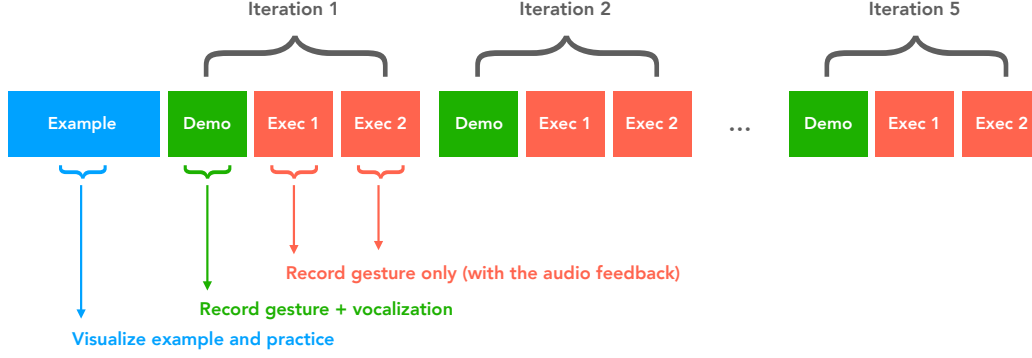 Iteration 1
Iteration 2
Iteration 5
Example
Demo
Exec 1
Exec 2
Demo
Exec 1
Exec 2
...
Demo
Exec 1
Exec 2
Record gesture only (with the audio feedback)
Record gesture + vocalization
Visualize example and practice